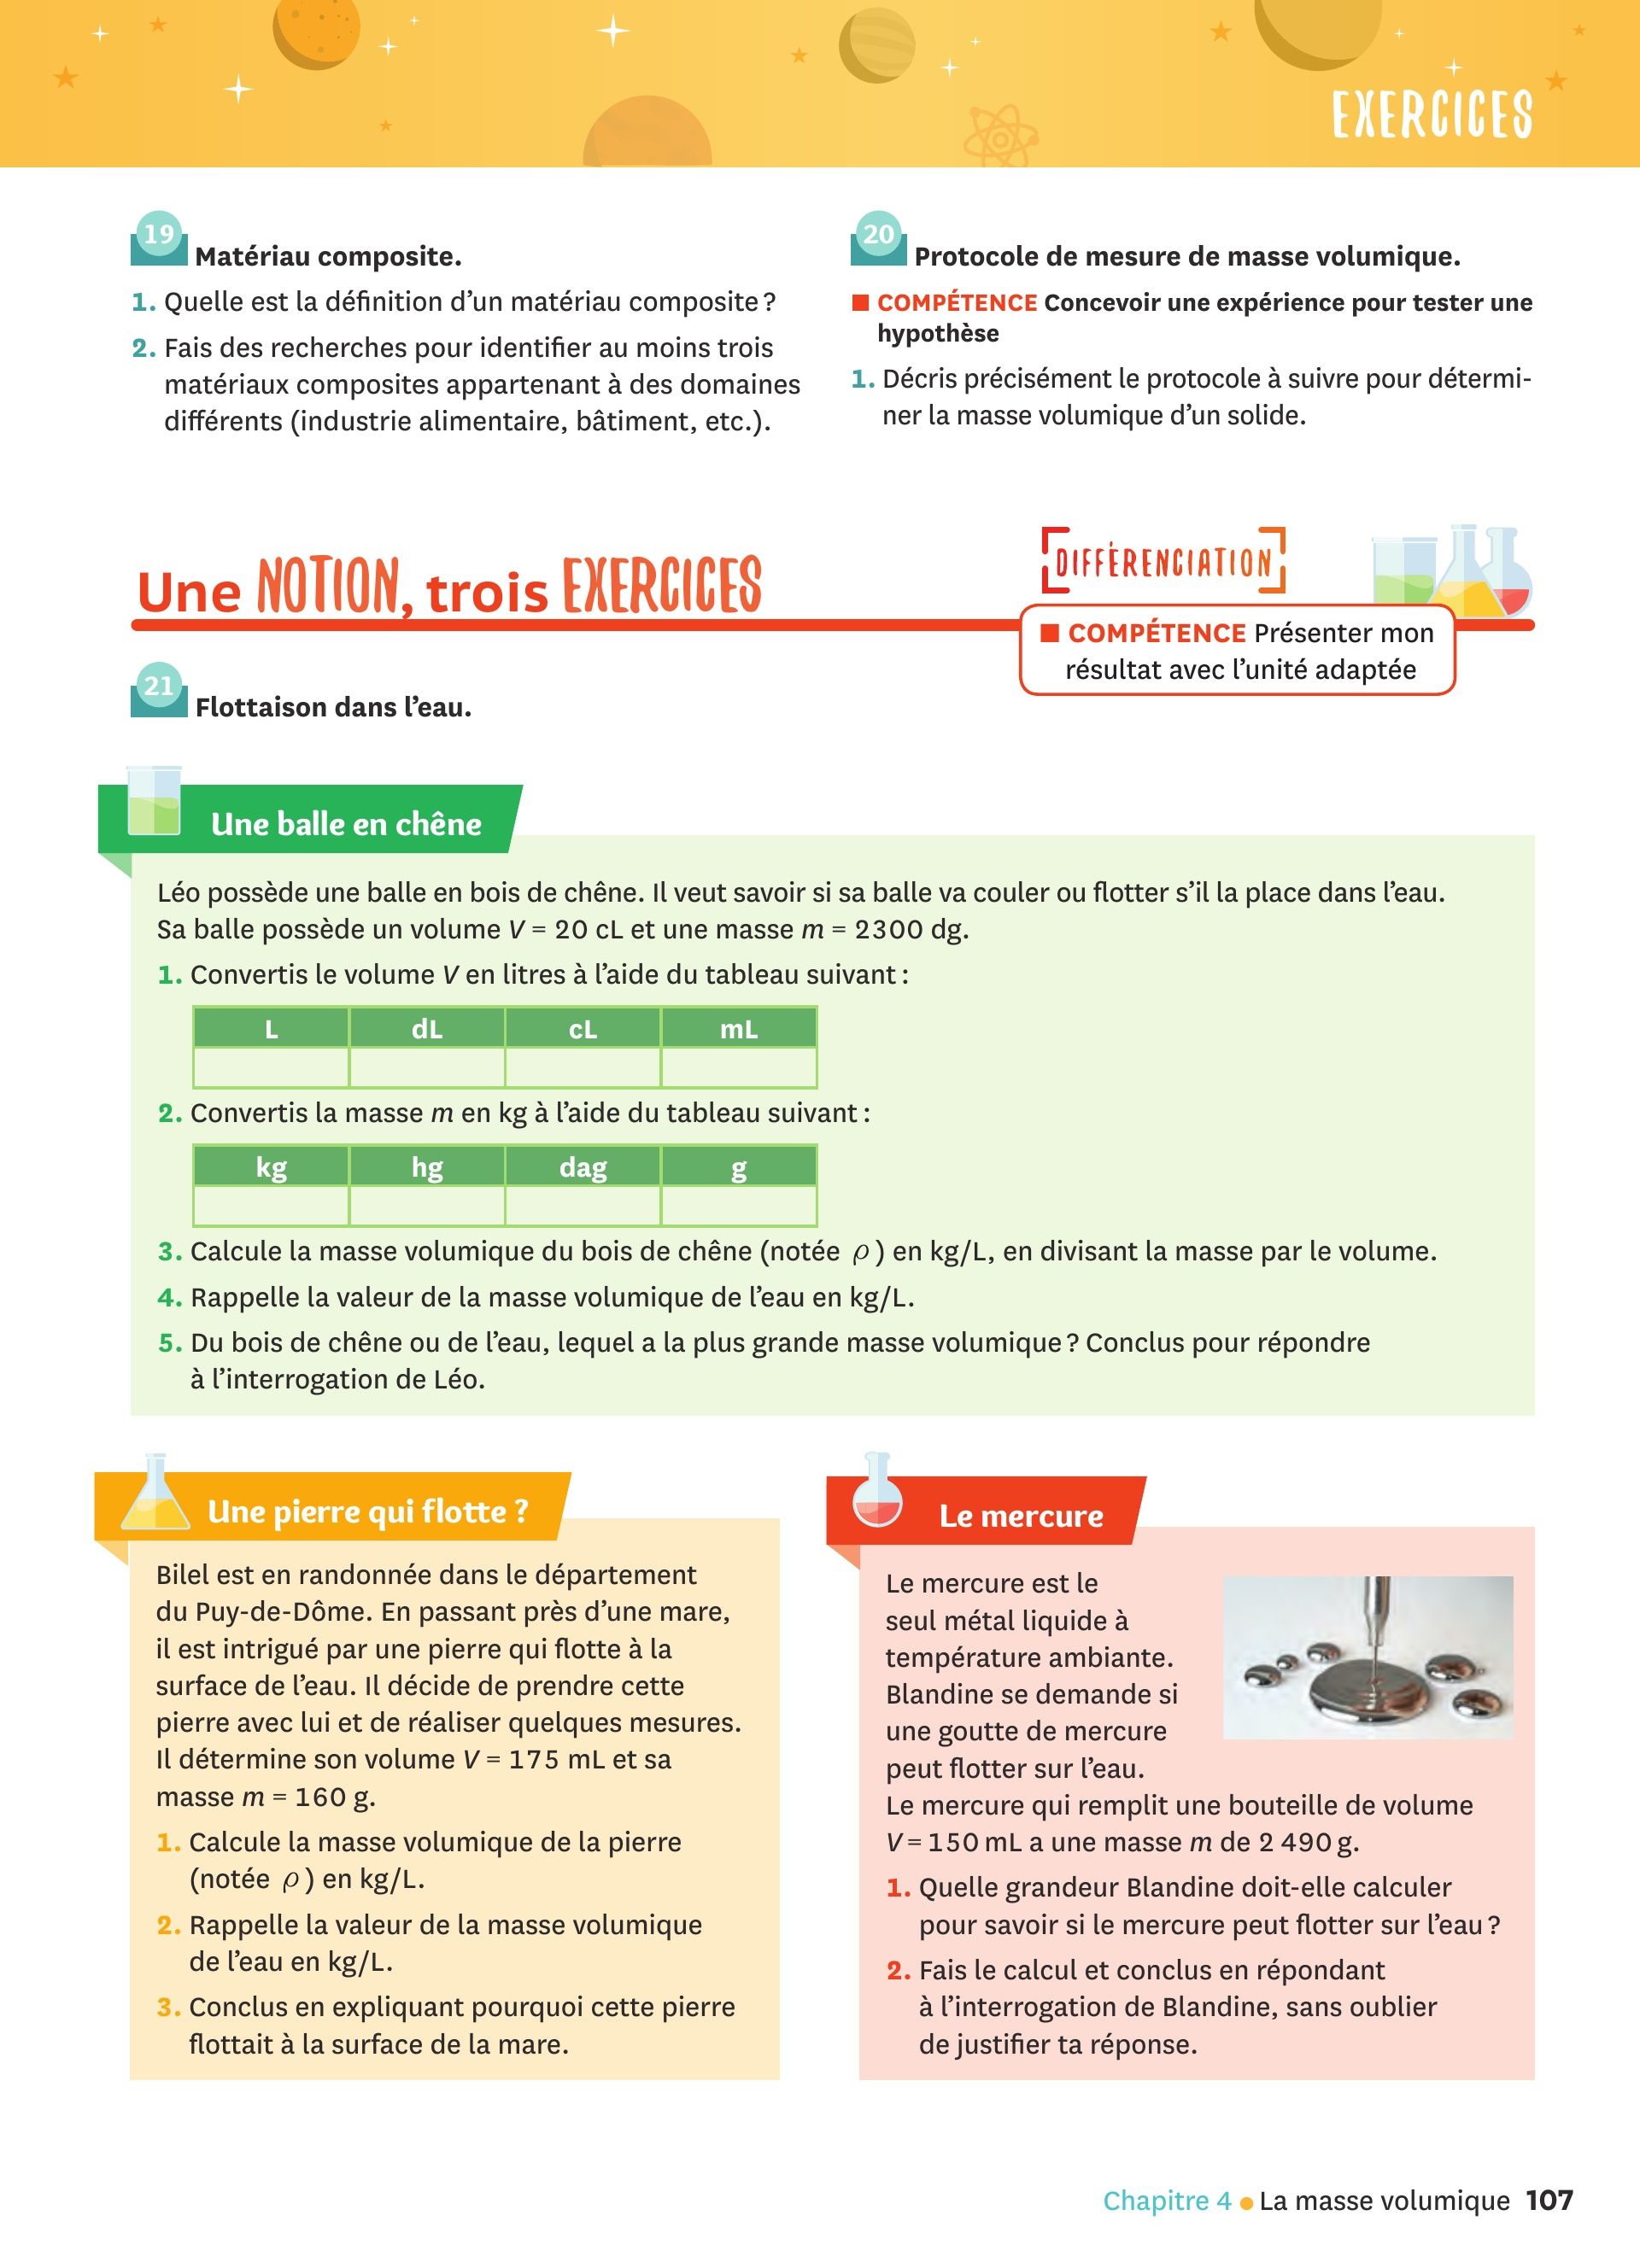 EXERCICES
19 Matériau composite.
1. Quelle est la définition d’un matériau composite ?
2. Fais des recherches pour identifier au moins trois
matériaux composites appartenant à des domaines
différents (industrie alimentaire, bâtiment, etc.).
20 Protocole de mesure de masse volumique.
■ COMPÉTENCE Concevoir une expérience pour tester une
hypothèse
1. Décris précisément le protocole à suivre pour détermi-
ner la masse volumique d’un solide.
Une NOTION, trois EXERCICES
DIFFÉRENCIATION
■ COMPÉTENCE Présenter mon
résultat avec l’unité adaptée
21 Flottaison dans l’eau.
Une balle en chêne
Léo possède une balle en bois de chêne. Il veut savoir si sa balle va couler ou flotter s’il la place dans l’eau.
Sa balle possède un volume V = 20 cL et une masse m = 2300 dg.
1. Convertis le volume V en litres à l’aide du tableau suivant :
L dL cL mL
2. Convertis la masse m en kg à l’aide du tableau suivant :
kg hg dag g
3. Calcule la masse volumique du bois de chêne (notée ρ) en kg/L, en divisant la masse par le volume.
4. Rappelle la valeur de la masse volumique de l’eau en kg/L.
5. Du bois de chêne ou de l’eau, lequel a la plus grande masse volumique ? Conclus pour répondre
à l’interrogation de Léo.
Une pierre qui flotte ?
Bilel est en randonnée dans le département
du Puy-de-Dôme. En passant près d’une mare,
il est intrigué par une pierre qui flotte à la
surface de l’eau. Il décide de prendre cette
pierre avec lui et de réaliser quelques mesures.
Il détermine son volume V = 175 mL et sa
masse m = 160 g.
1. Calcule la masse volumique de la pierre
(notée ρ) en kg/L.
2. Rappelle la valeur de la masse volumique
de l’eau en kg/L.
3. Conclus en expliquant pourquoi cette pierre
flottait à la surface de la mare.
Le mercure
Le mercure est le
seul métal liquide à
température ambiante.
Blandine se demande si
une goutte de mercure
peut flotter sur l’eau.
Le mercure qui remplit une bouteille de volume
V = 150 mL a une masse m de 2 490 g.
1. Quelle grandeur Blandine doit-elle calculer
pour savoir si le mercure peut flotter sur l’eau ?
2. Fais le calcul et conclus en répondant
à l’interrogation de Blandine, sans oublier
de justifier ta réponse.
Chapitre 4 ● La masse volumique 107